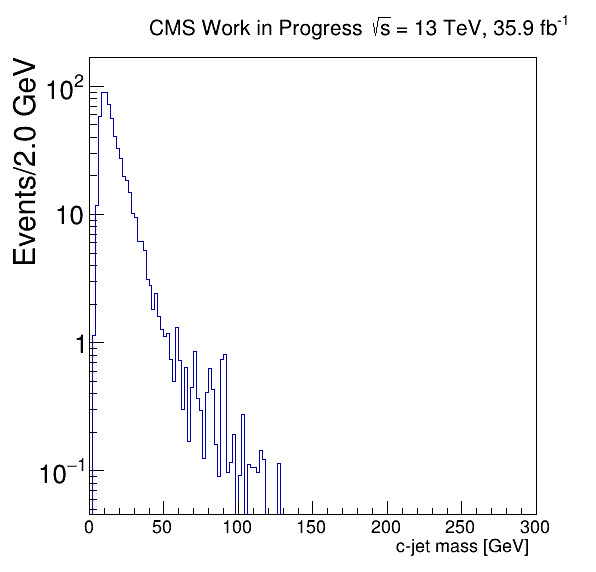 CMS Work in Progress √s = 13 TeV, 35.9 fb⁻¹
Events/2.0 GeV
10²
10
1
10⁻¹
0 50 100 150 200 250 300
c-jet mass [GeV]